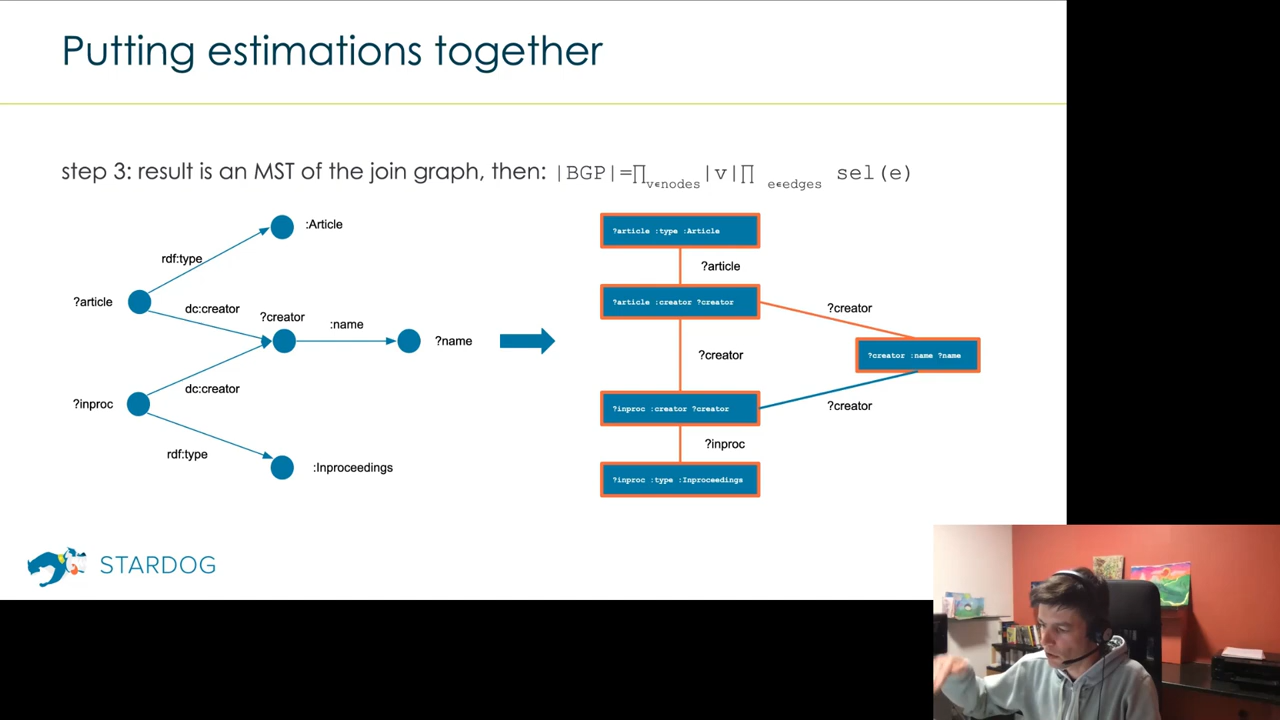 Putting estimations together
step 3: result is an MST of the join graph, then: |BGP|=∏v∊nodes|v|∏ e∊edges sel(e)
:Article
rdf:type
?article
dc:creator
?creator
:name
?name
dc:creator
?inproc
rdf:type
:Inproceedings
?article :type :Article
?article
?article :creator ?creator
?creator
?creator
?creator :name ?name
?inproc :creator ?creator
?creator
?inproc
?inproc :type :Inproceedings
STARDOG